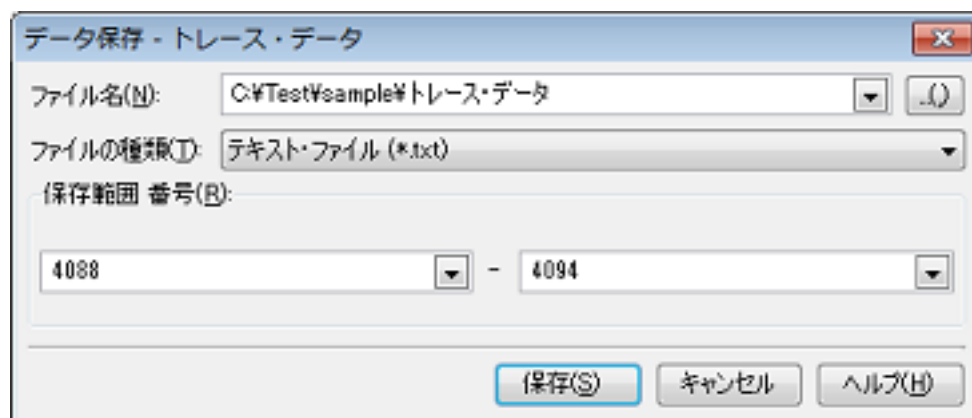 データ保存 - トレース・データ
ファイル名(N): C:¥Test¥sample¥トレース・データ
ファイルの種類(T): テキスト・ファイル (*.txt)
保存範囲 番号(R):
4088 - 4094
保存(S) キャンセル ヘルプ(H)